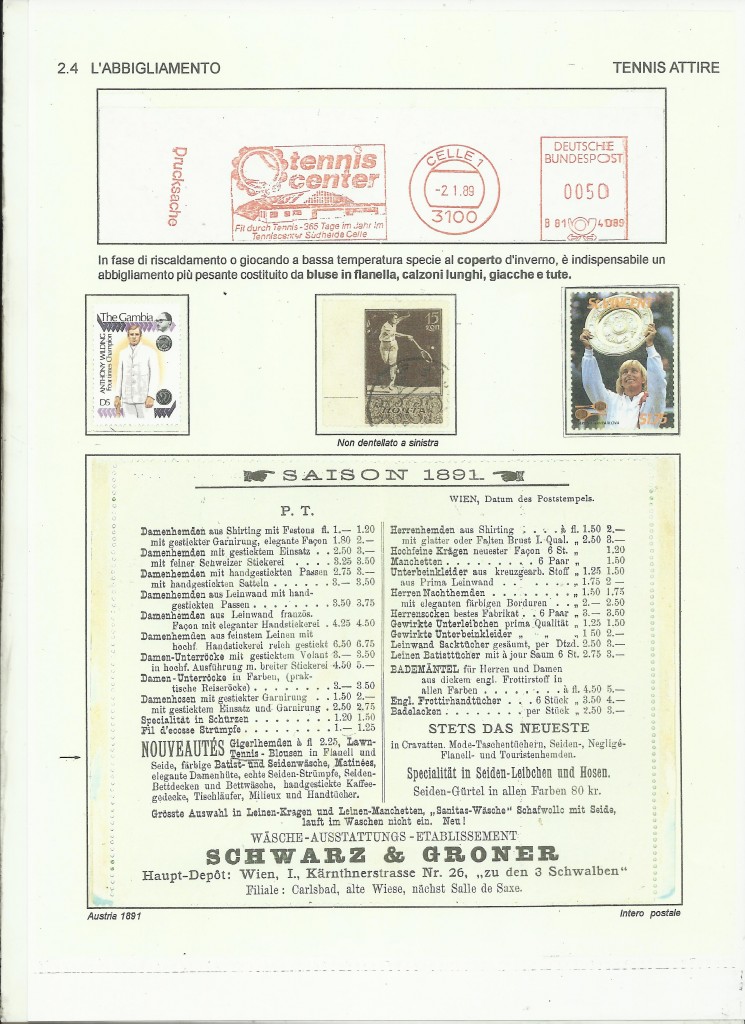 2.4 L'ABBIGLIAMENTO
TENNIS ATTIRE
Drucksache
tennis
center
Fit durch Tennis - 365 Tage im Jahr im
Tenniscenter Südheide Celle
CELLE 1
-2.1.89
3100
DEUTSCHE
BUNDESPOST
0050
In fase di riscaldamento o giocando a bassa temperatura specie al coperto d'inverno, è indispensabile un
abbigliamento più pesante costituito da bluse in flanella, calzoni lunghi, giacche e tute.
The Gambia
ANTHONY WILDING
Four times Champion
D5
15
Non dentellato a sinistra
SAISON 1891.
P. T.
WIEN, Datum des Poststempels.
Damenhemden aus Shirting mit Festons fl. 1.— 1.20
mit gestickter Garnirung, elegante Façon 1.80 2.—
Damenhemden mit gesticktem Einsatz . . 2.50 3.—
mit feiner Schweizer Stickerei . . . . 3.25 3.50
Damenhemden mit handgestickten Passen 2.75 3.—
mit handgestickten Satteln . . . . . 3.— 3.50
Damenhemden aus Leinwand mit hand-
gestickten Passen . . . . . . . . 3.50 3.75
Damenhemden aus Leinwand französ.
Façon mit eleganter Handstickerei . 4.25 4.50
Damenhemden aus feinstem Leinen mit
hochf. Handstickerei reich gestickt 6.50 6.75
Damen-Unterröcke mit gesticktem Volant 3.— 3.50
in hochf. Ausführung m. breiter Stickerei 4.50 5.—
Damen-Unterröcke in Farben, (prak-
tische Reiseröcke) . . . . . . . . 3.— 3.50
Damenhosen mit gestickter Garnirung . . 1.50 2.—
mit gesticktem Einsatz und Garnirung . 2.50 2.75
Specialität in Schürzen . . . . . . . . 1.20 1.50
Fil d'ecosse Strümpfe . . . . . . . . . 1.— 1.25
NOUVEAUTÉS Gigerlhemden à fl 2.25, Lawn-
Tennis-Blousen in Flanell und
Seide, färbige Batist- und Seidenwäsche, Matinées,
elegante Damenhüte, echte Seiden-Strümpfe, Seiden-
Bettdecken und Bettwäsche, handgestickte Kaffee-
gedecke, Tischläufer, Milieux und Handtücher.
Herrenhemden aus Shirting . . . . à fl. 1.50 2.—
mit glatter oder Falten Brust I. Qual. „ 2.50 3.—
Hochfeine Krägen neuester Façon 6 St. „ 1.20
Manchetten . . . . . . . . . 6 Paar „ 1.50
Unterbeinkleider aus kreuzgearb. Stoff „ 1.25 1.50
aus Prima Leinwand . . . . . . . „ 1.75 2 —
Herren Nachthemden . . . . . . . . „ 1.50 1.75
mit eleganten färbigen Borduren . . „ 2.— 2.50
Herrensocken bestes Fabrikat . . 6 Paar „ 3.— 3.50
Gewirkte Unterleibchen prima Qualität „ 1.25 1.50
Gewirkte Unterbeinkleider „ „ „ 1 50 2.—
Leinwand Sacktücher gesäumt, per Dtzd. 2.50 3.—
Leinen Batisttücher mit à jour Saum 6 St. 2.75 3.—
BADEMÄNTEL für Herren und Damen
aus dickem engl. Frottirstoff in
allen Farben . . . . . . . . . à fl. 4.50 5.—
Engl. Frottirhandtücher . . 6 Stück „ 3.50 4.—
Badelacken . . . . . . . per Stück „ 2.50 3.—
STETS DAS NEUESTE
in Cravatten. Mode-Taschentüchern, Seiden-, Negligé-
Flanell- und Touristenhemden.
Specialität in Seiden-Leibchen und Hosen.
Seiden-Gürtel in allen Farben 80 kr.
Grösste Auswahl in Leinen-Kragen und Leinen-Manchetten, „Sanitas-Wäsche" Schafwolle mit Seide,
lauft im Waschen nicht ein. Neu!
WÄSCHE-AUSSTATTUNGS-ETABLISSEMENT
SCHWARZ & GRONER
Haupt-Depôt: Wien, I., Kärnthnerstrasse Nr. 26, „zu den 3 Schwalben"
Filiale: Carlsbad, alte Wiese, nächst Salle de Saxe.
Austria 1891
Intero postale